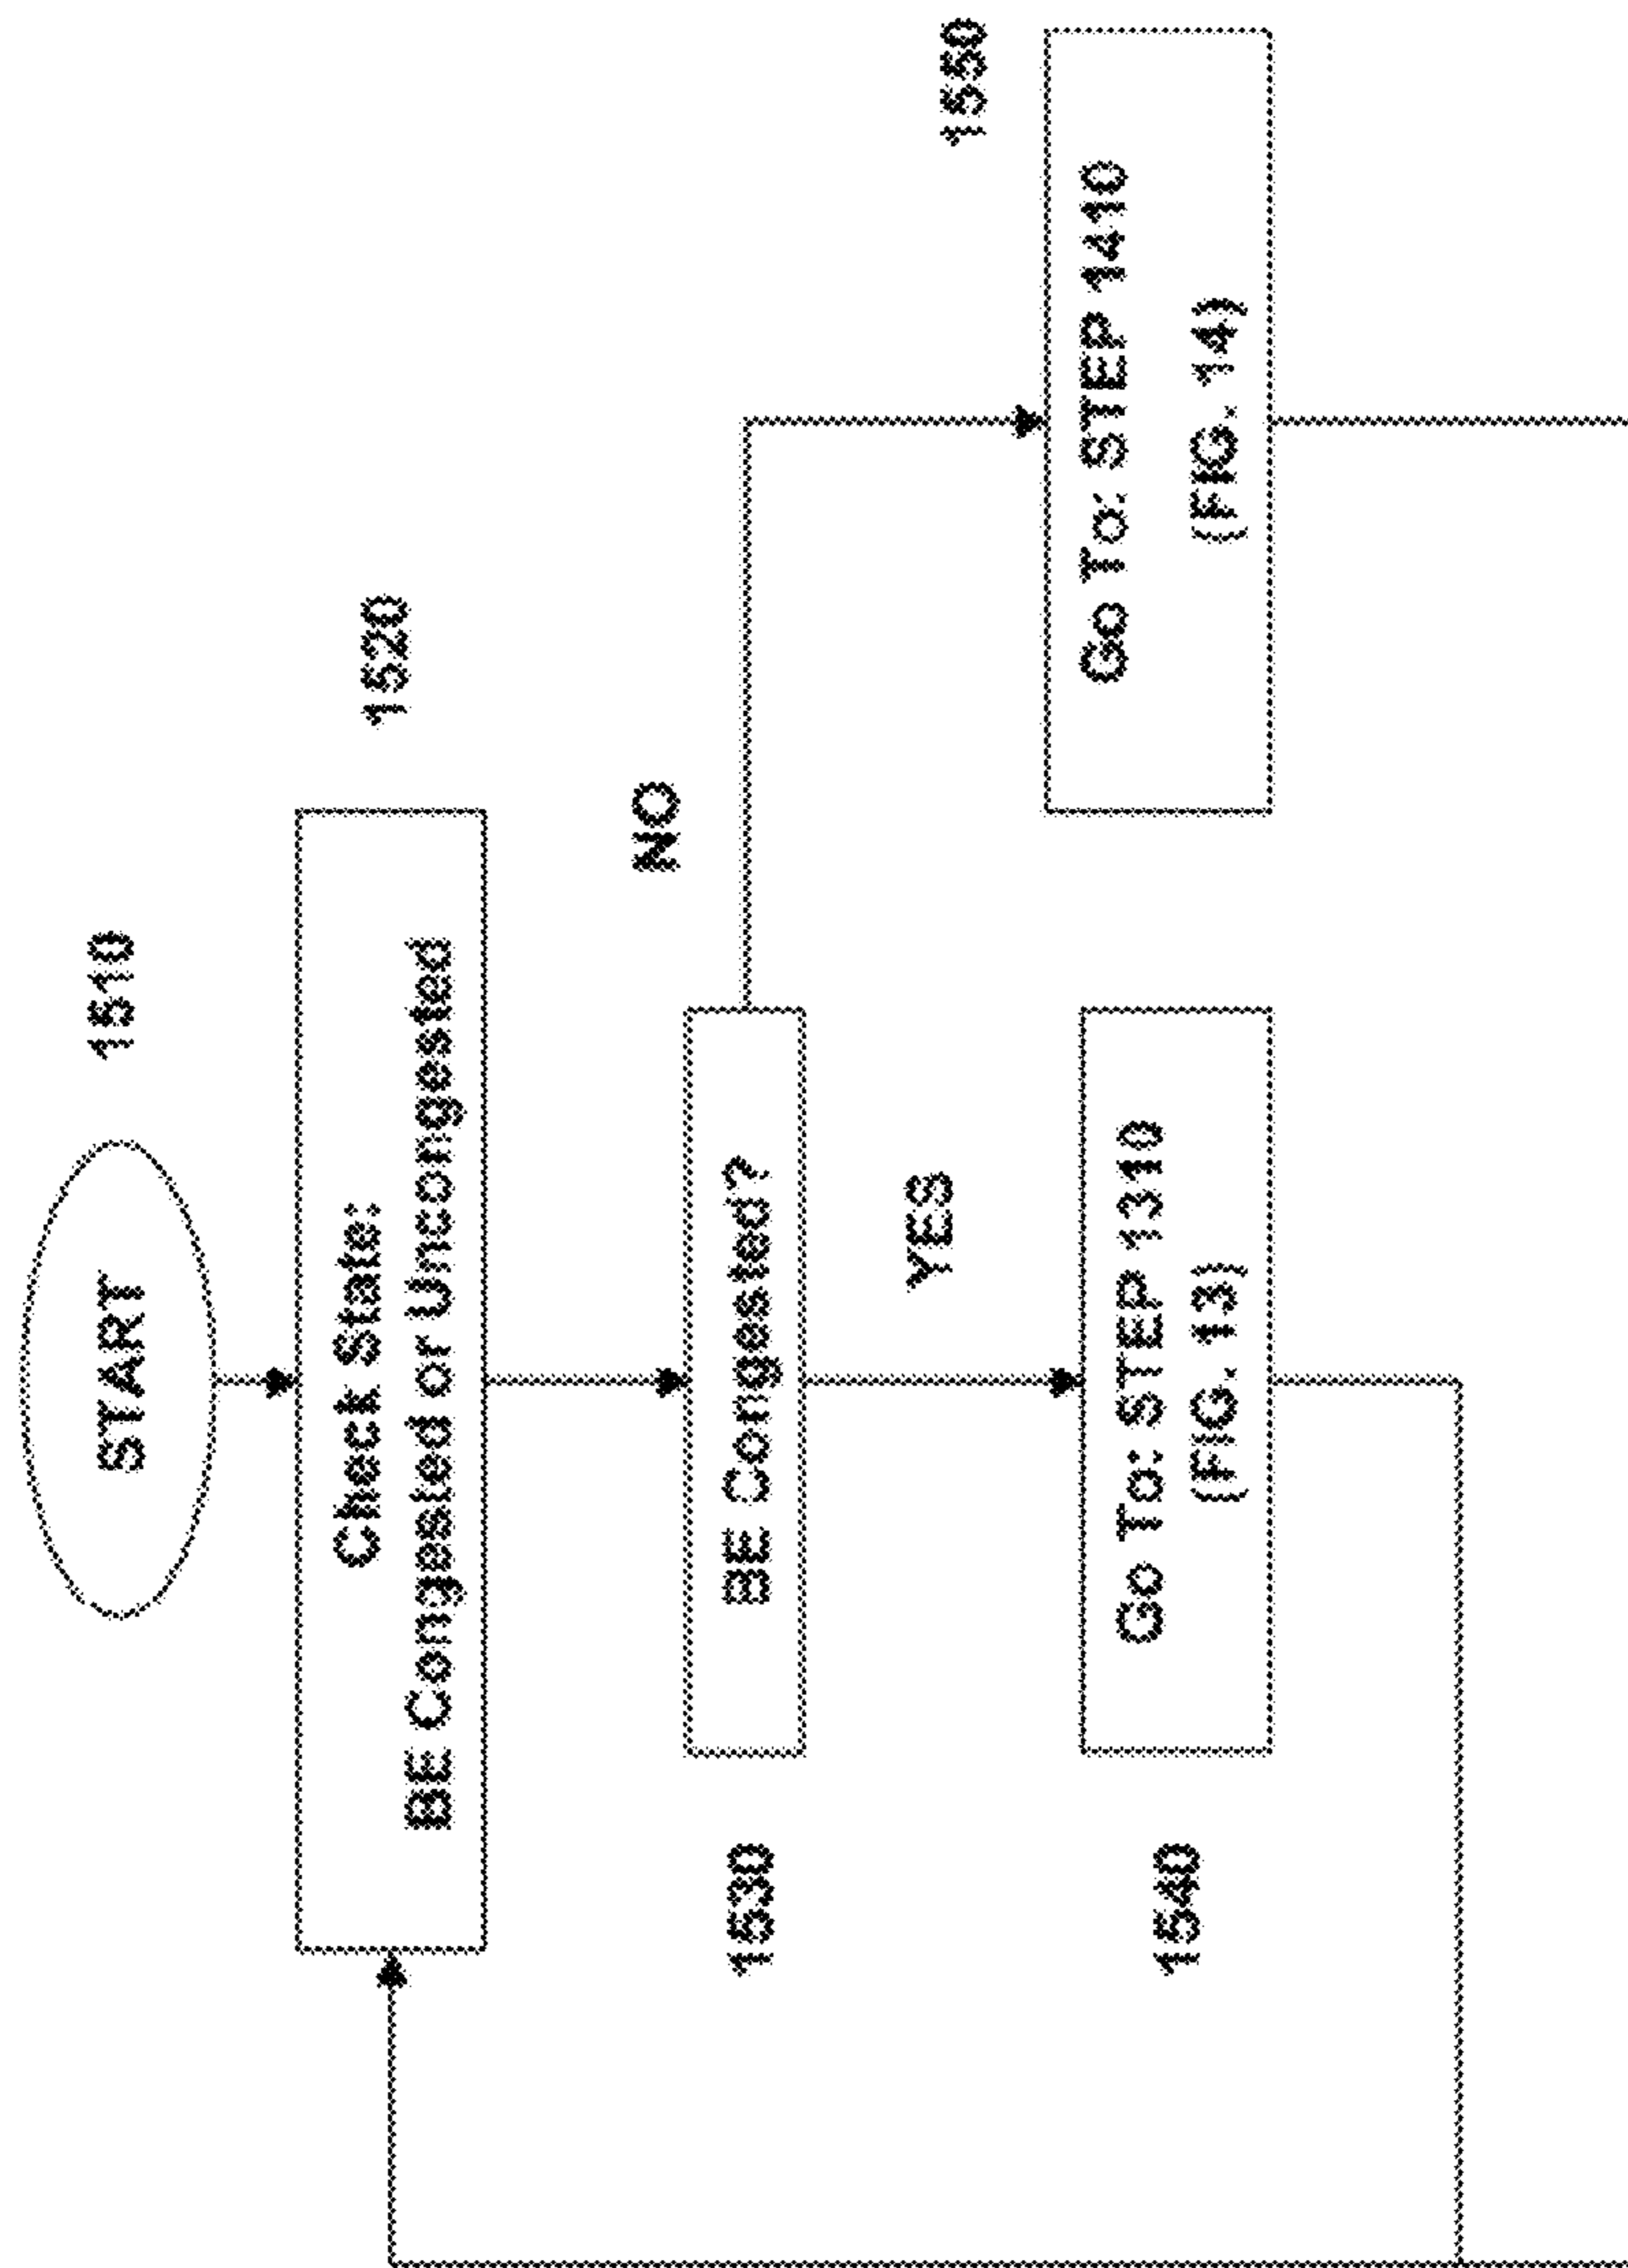 START
1510
Check State:
BE Congested or Uncongested
1520
NO
BE Congested?
1530
YES
1550
Go To: STEP 1410
(FIG. 14)
Go To: STEP 1310
(FIG. 13)
1540